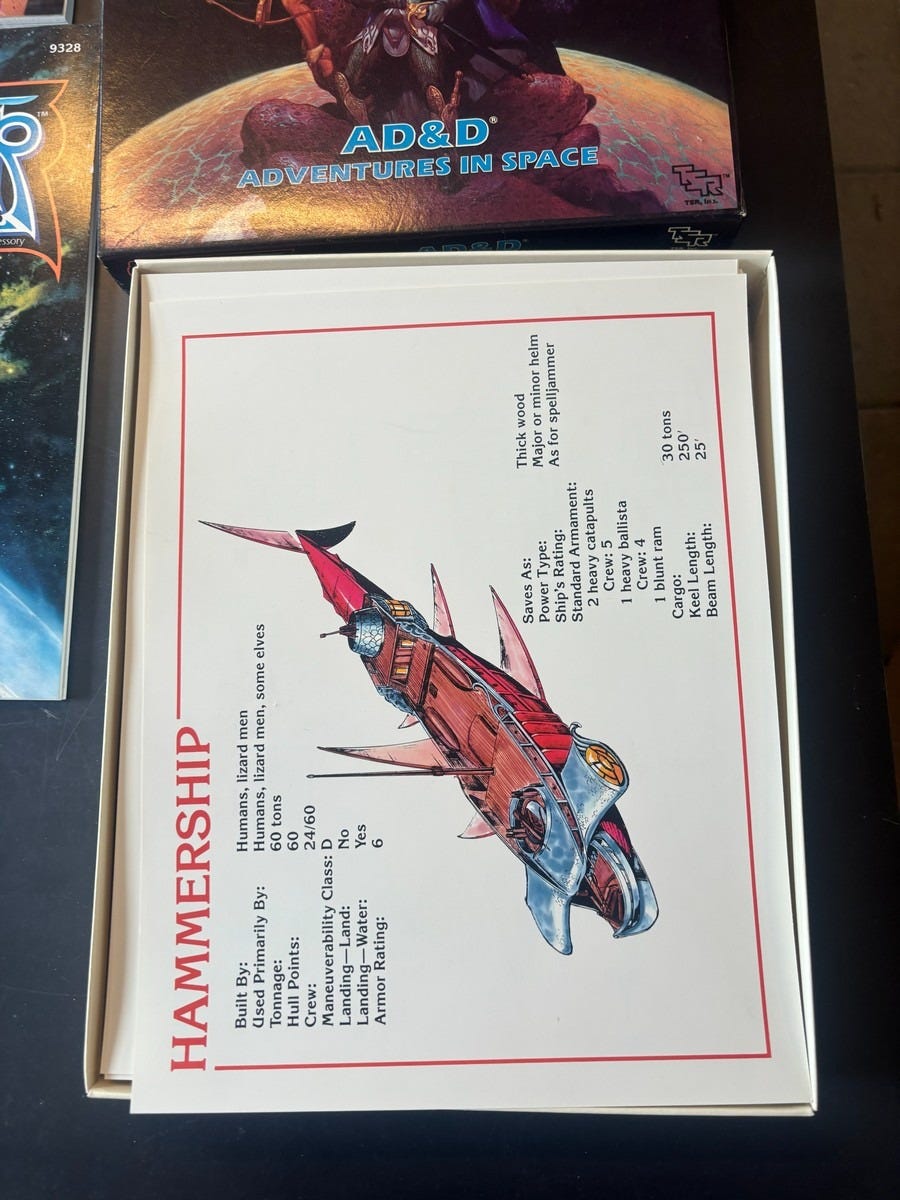 9328
TM
essory
AD&D®
ADVENTURES IN SPACE
TSR™
TSR, Inc.
AD&D®
TSR
HAMMERSHIP
Built By: Humans, lizard men
Used Primarily By: Humans, lizard men, some elves
Tonnage: 60 tons
Hull Points: 60
Crew: 24/60
Maneuverability Class: D
Landing—Land: No
Landing—Water: Yes
Armor Rating: 6
Saves As: Thick wood
Power Type: Major or minor helm
Ship's Rating: As for spelljammer
Standard Armament:
2 heavy catapults
Crew: 5
1 heavy ballista
Crew: 4
1 blunt ram
Cargo: 30 tons
Keel Length: 250'
Beam Length: 25'